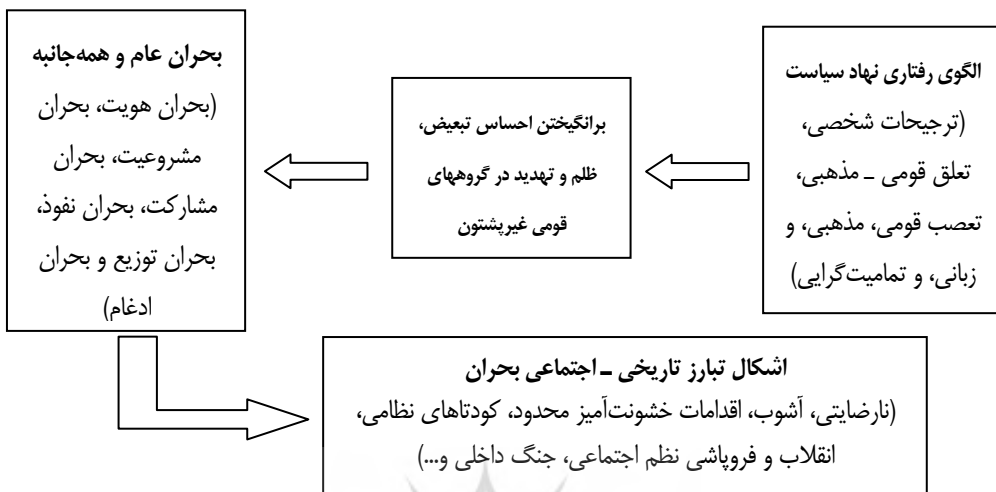 الگوی رفتاری نهاد سیاست
(ترجیحات شخصی،
تعلق قومی ـ مذهبی،
تعصب قومی، مذهبی، و
زبانی، و تمامیت‌گرایی)
برانگیختن احساس تبعیض،
ظلم و تهدید در گروههای
قومی غیرپشتون
بحران عام و همه‌جانبه
(بحران هویت، بحران
مشروعیت، بحران
مشارکت، بحران نفوذ،
بحران توزیع و بحران
ادغام)
اشکال تبارز تاریخی ـ اجتماعی بحران
(نارضایتی، آشوب، اقدامات خشونت‌آمیز محدود، کودتاهای نظامی،
انقلاب و فروپاشی نظم اجتماعی، جنگ داخلی و...)